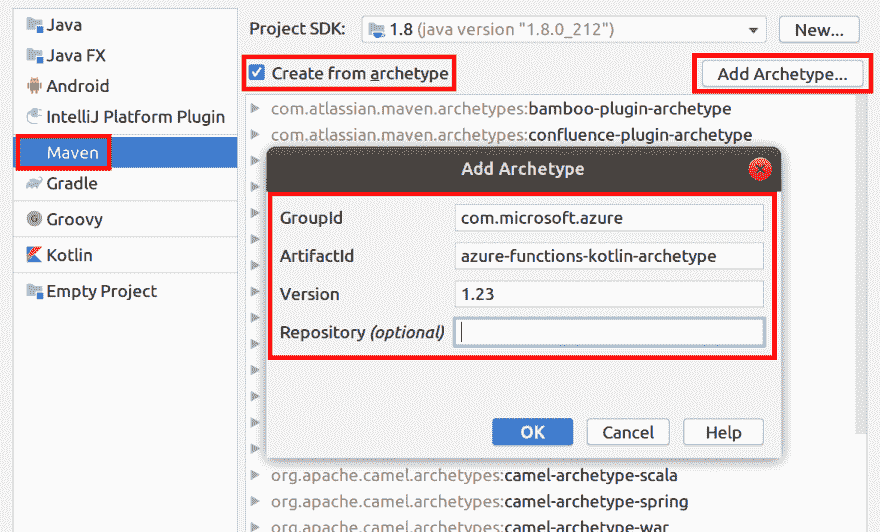 Java
Java FX
Android
IntelliJ Platform Plugin
Maven
Gradle
Groovy
Kotlin
Empty Project
Project SDK: 1.8 (java version "1.8.0_212") New...
Create from archetype Add Archetype...
com.atlassian.maven.archetypes:bamboo-plugin-archetype
com.atlassian.maven.archetypes:confluence-plugin-archetype
Add Archetype
GroupId com.microsoft.azure
ArtifactId azure-functions-kotlin-archetype
Version 1.23
Repository (optional)
OK Cancel Help
org.apache.camel.archetypes:camel-archetype-scala
org.apache.camel.archetypes:camel-archetype-spring
org.apache.camel.archetypes:camel-archetype-war